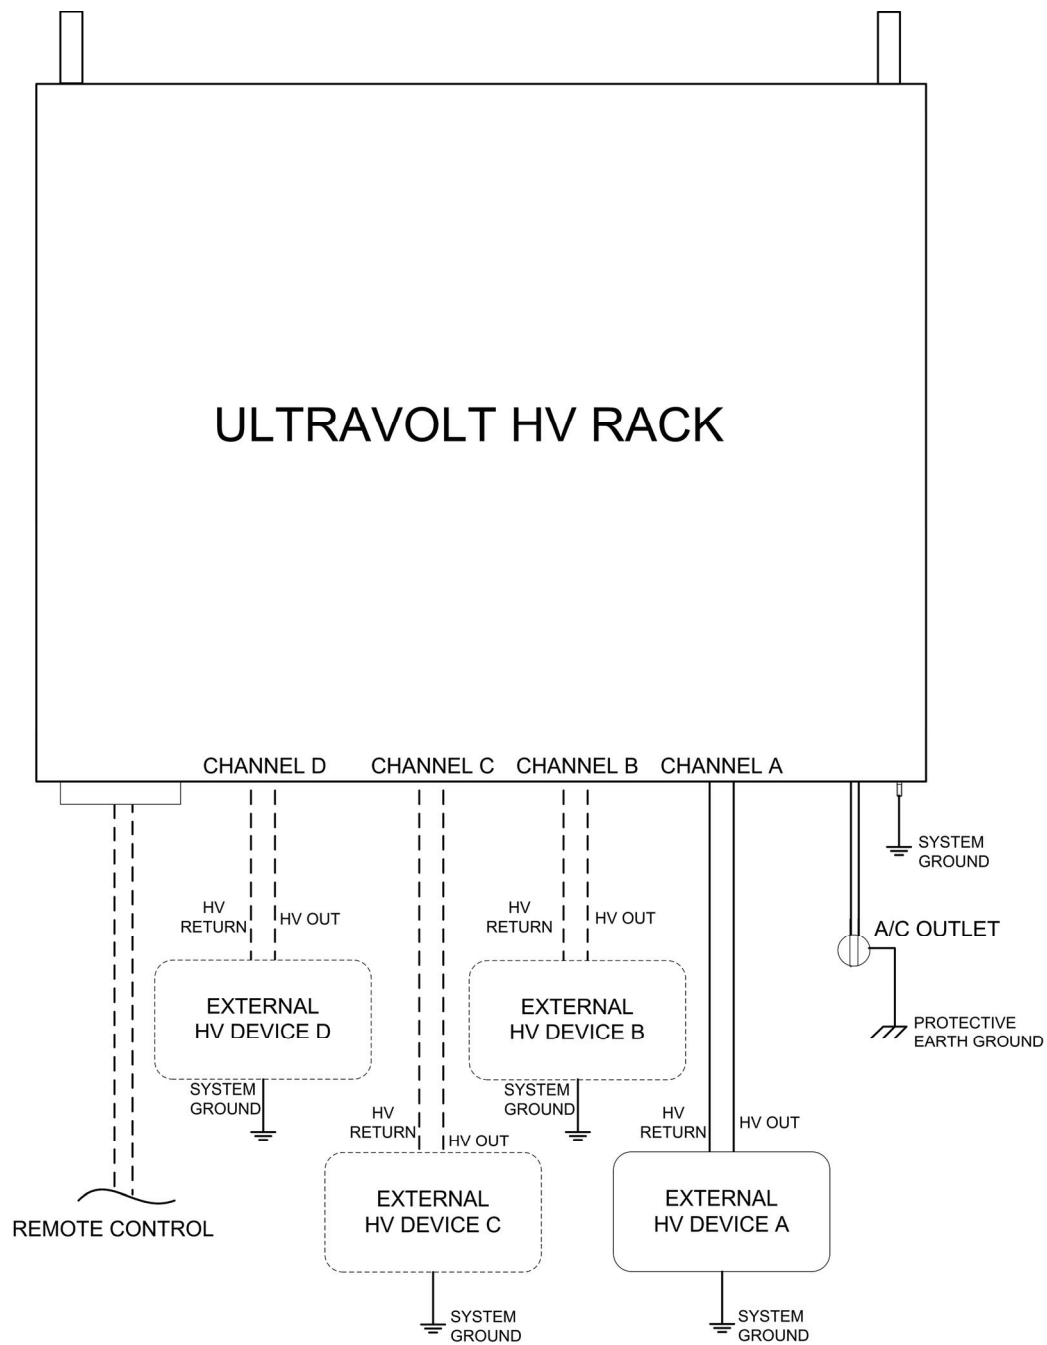 ULTRAVOLT HV RACK
CHANNEL D
CHANNEL C
CHANNEL B
CHANNEL A
SYSTEM
GROUND
HV
RETURN
HV OUT
HV
RETURN
HV OUT
A/C OUTLET
EXTERNAL
HV DEVICE D
EXTERNAL
HV DEVICE B
PROTECTIVE
EARTH GROUND
SYSTEM
GROUND
SYSTEM
GROUND
HV
RETURN
HV OUT
HV
RETURN
HV OUT
REMOTE CONTROL
EXTERNAL
HV DEVICE C
EXTERNAL
HV DEVICE A
SYSTEM
GROUND
SYSTEM
GROUND